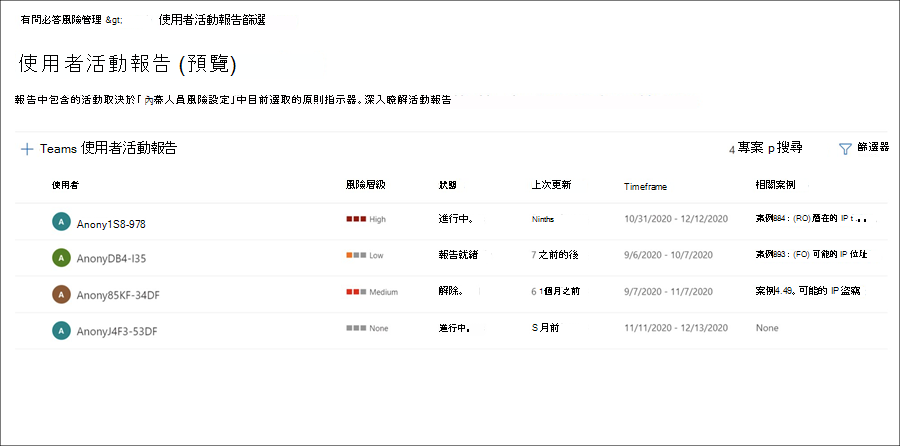 有問必答風險管理 &gt; 使用者活動報告篩選
使用者活動報告 (預覽)
報告中包含的活動取決於「內幕人員風險設定」中目前選取的原則指示器。深入瞭解活動報告
+ Teams 使用者活動報告 4 專案 p 搜尋 篩選器
使用者 風險層級 狀態 上次更新 Timeframe 相關案例
A Anony1S8-978 High 進行中。 Ninths 10/31/2020 - 12/12/2020 案例884: (RO) 潛在的 IP t...
A AnonyDB4-I35 Low 報告就緒 7 之前的後 9/6/2020 - 10/7/2020 案例893: (FO) 可能的 IP 位址
A Anony85KF-34DF Medium 解除。 6 1個月之前 9/7/2020 - 11/7/2020 案例4.49。可能的 IP 盜竊
A AnonyJ4F3-53DF None 進行中。 S 月前 11/11/2020 - 12/13/2020 None